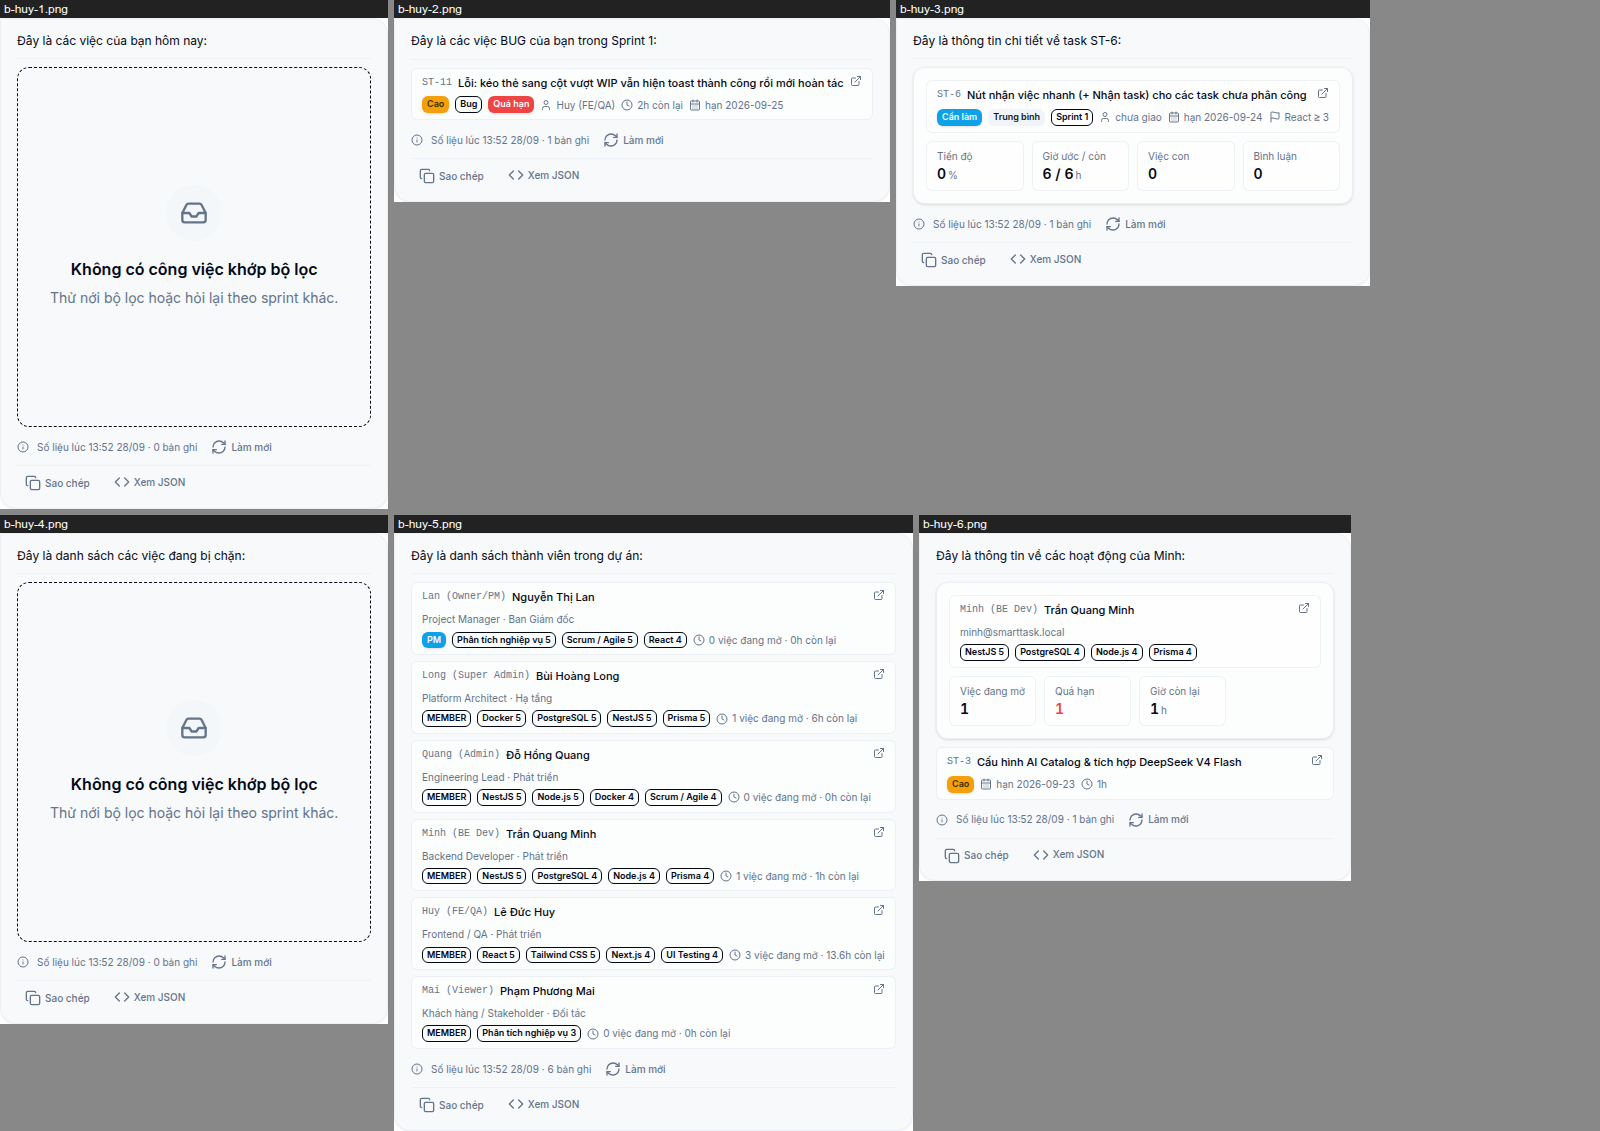 b-huy-1.png
Đây là các việc của bạn hôm nay:
Không có công việc khớp bộ lọc
Thử nới bộ lọc hoặc hỏi lại theo sprint khác.
Số liệu lúc 13:52 28/09 · 0 bản ghi Làm mới
Sao chép Xem JSON
b-huy-2.png
Đây là các việc BUG của bạn trong Sprint 1:
ST-11 Lỗi: kéo thẻ sang cột vượt WIP vẫn hiện toast thành công rồi mới hoàn tác
Cao Bug Quá hạn Huy (FE/QA) 2h còn lại hạn 2026-09-25
Số liệu lúc 13:52 28/09 · 1 bản ghi Làm mới
Sao chép Xem JSON
b-huy-3.png
Đây là thông tin chi tiết về task ST-6:
ST-6 Nút nhận việc nhanh (+ Nhận task) cho các task chưa phân công
Cần làm Trung bình Sprint 1 chưa giao hạn 2026-09-24 React ≥ 3
Tiến độ Giờ ước / còn Việc con Bình luận
0 % 6 / 6 h 0 0
Số liệu lúc 13:52 28/09 · 1 bản ghi Làm mới
Sao chép Xem JSON
b-huy-4.png
Đây là danh sách các việc đang bị chặn:
Không có công việc khớp bộ lọc
Thử nới bộ lọc hoặc hỏi lại theo sprint khác.
Số liệu lúc 13:52 28/09 · 0 bản ghi Làm mới
Sao chép Xem JSON
b-huy-5.png
Đây là danh sách thành viên trong dự án:
Lan (Owner/PM) Nguyễn Thị Lan
Project Manager · Ban Giám đốc
PM Phân tích nghiệp vụ 5 Scrum / Agile 5 React 4 0 việc đang mở · 0h còn lại
Long (Super Admin) Bùi Hoàng Long
Platform Architect · Hạ tầng
MEMBER Docker 5 PostgreSQL 5 NestJS 5 Prisma 5 1 việc đang mở · 6h còn lại
Quang (Admin) Đỗ Hồng Quang
Engineering Lead · Phát triển
MEMBER NestJS 5 Node.js 5 Docker 4 Scrum / Agile 4 0 việc đang mở · 0h còn lại
Minh (BE Dev) Trần Quang Minh
Backend Developer · Phát triển
MEMBER NestJS 5 PostgreSQL 4 Node.js 4 Prisma 4 1 việc đang mở · 1h còn lại
Huy (FE/QA) Lê Đức Huy
Frontend / QA · Phát triển
MEMBER React 5 Tailwind CSS 5 Next.js 4 UI Testing 4 3 việc đang mở · 13.6h còn lại
Mai (Viewer) Phạm Phương Mai
Khách hàng / Stakeholder · Đối tác
MEMBER Phân tích nghiệp vụ 3 0 việc đang mở · 0h còn lại
Số liệu lúc 13:52 28/09 · 6 bản ghi Làm mới
Sao chép Xem JSON
b-huy-6.png
Đây là thông tin về các hoạt động của Minh:
Minh (BE Dev) Trần Quang Minh
minh@smarttask.local
NestJS 5 PostgreSQL 4 Node.js 4 Prisma 4
Việc đang mở Quá hạn Giờ còn lại
1 1 1 h
ST-3 Cấu hình AI Catalog & tích hợp DeepSeek V4 Flash
Cao hạn 2026-09-23 1h
Số liệu lúc 13:52 28/09 · 1 bản ghi Làm mới
Sao chép Xem JSON